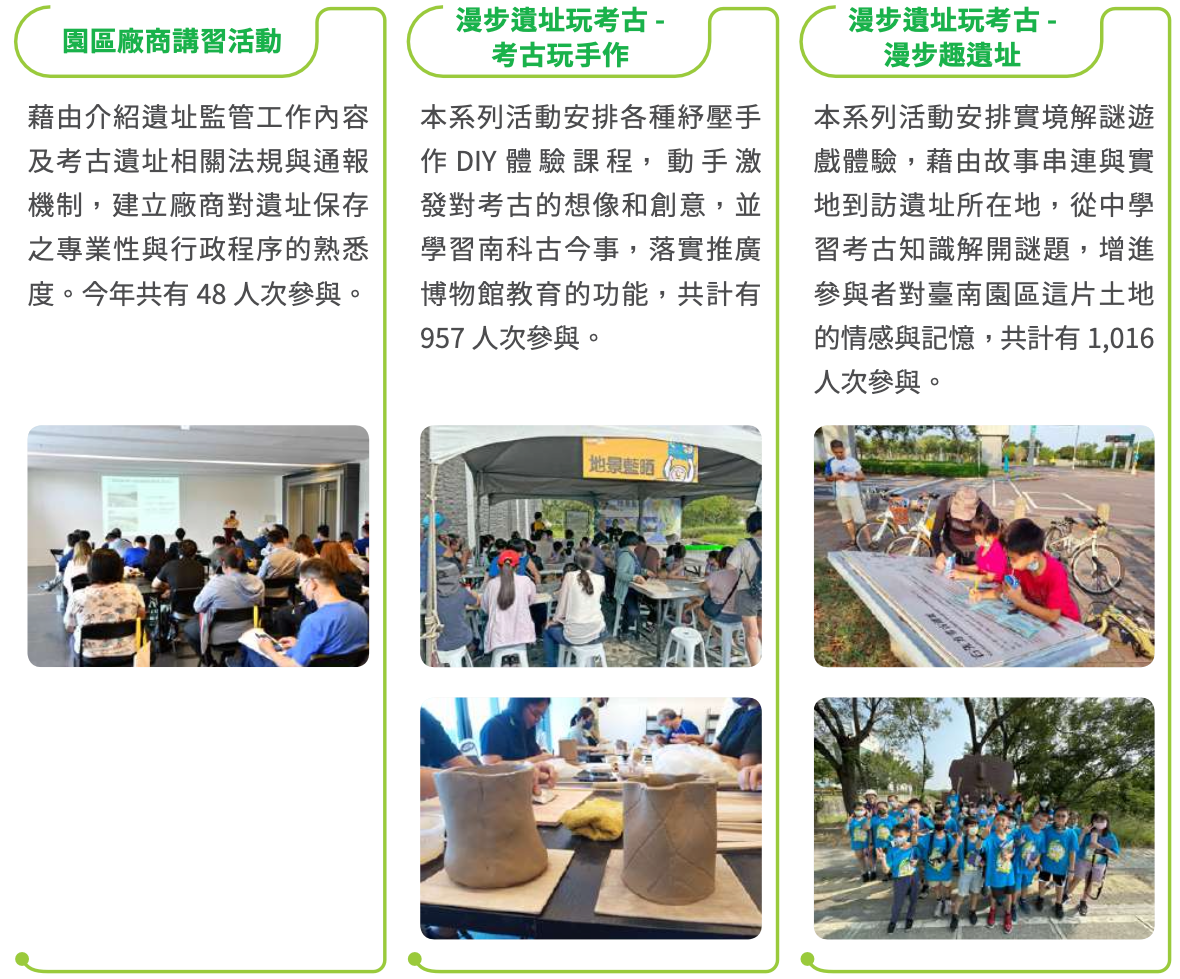 園區廠商講習活動
藉由介紹遺址監管工作內容
及考古遺址相關法規與通報
機制，建立廠商對遺址保存
之專業性與行政程序的熟悉
度。今年共有 48 人次參與。
漫步遺址玩考古 -
考古玩手作
本系列活動安排各種紓壓手
作 DIY 體驗課程，動手激
發對考古的想像和創意，並
學習南科古今事，落實推廣
博物館教育的功能，共計有
957 人次參與。
地景藍晒
漫步遺址玩考古 -
漫步趣遺址
本系列活動安排實境解謎遊
戲體驗，藉由故事串連與實
地到訪遺址所在地，從中學
習考古知識解開謎題，增進
參與者對臺南園區這片土地
的情感與記憶，共計有 1,016
人次參與。